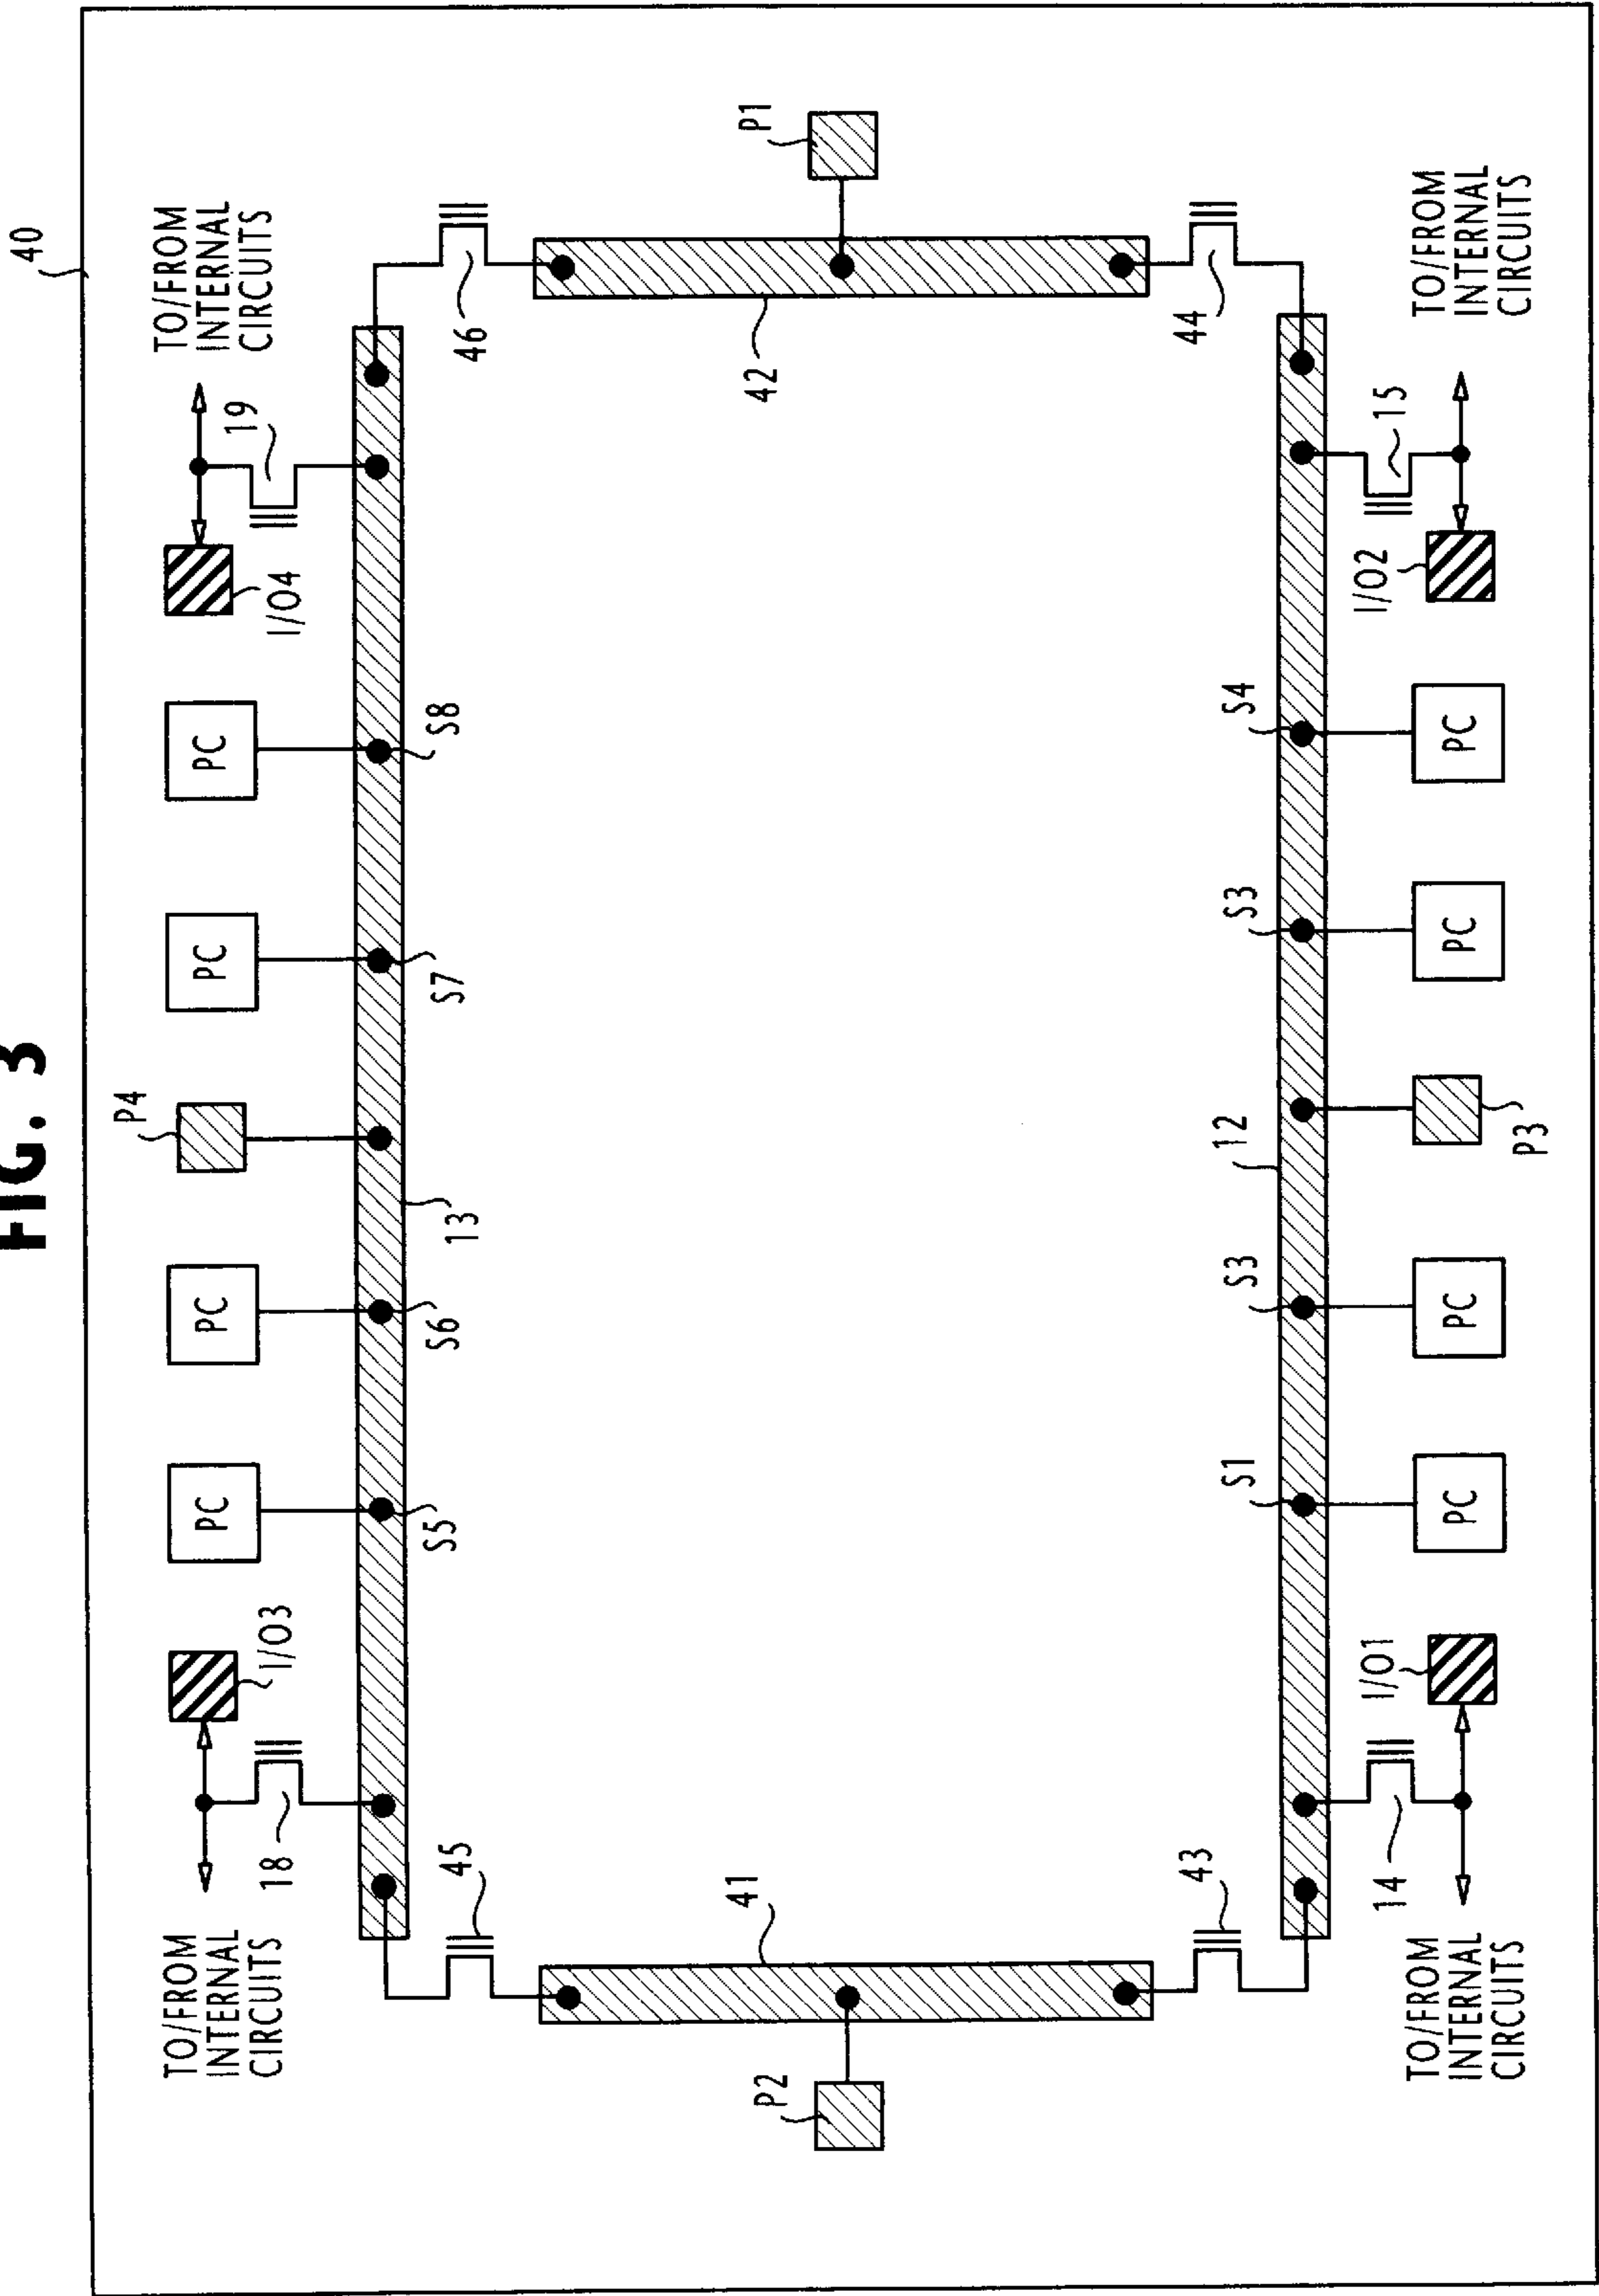 FIG. 3
40
P4
TO/FROM
INTERNAL
CIRCUITS
TO/FROM
INTERNAL
CIRCUITS
PC
PC
PC
PC
18
I/O3
I/O4
19
S5
S6
13
S7
S8
45
46
41
42
P2
P1
43
44
S1
S3
12
S3
S4
14
I/O1
I/O2
15
PC
PC
PC
PC
P3
TO/FROM
INTERNAL
CIRCUITS
TO/FROM
INTERNAL
CIRCUITS